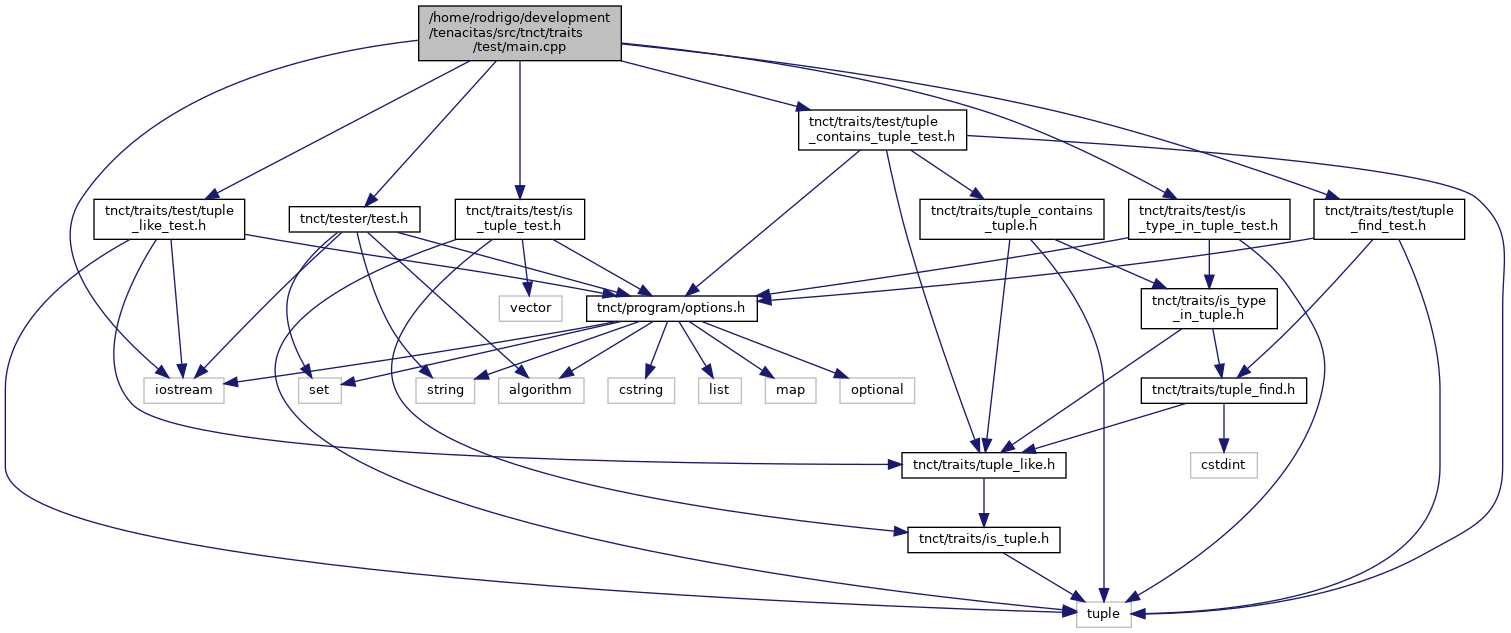 /home/rodrigo/development
/tenacitas/src/tnct/traits
/test/main.cpp
tnct/traits/test/tuple
_contains_tuple_test.h
tnct/traits/test/tuple
_like_test.h
tnct/tester/test.h
tnct/traits/test/is
_tuple_test.h
tnct/traits/tuple_contains
_tuple.h
tnct/traits/test/is
_type_in_tuple_test.h
tnct/traits/test/tuple
_find_test.h
vector
tnct/program/options.h
tnct/traits/is_type
_in_tuple.h
iostream
set
string
algorithm
cstring
list
map
optional
tnct/traits/tuple_find.h
tnct/traits/tuple_like.h
cstdint
tnct/traits/is_tuple.h
tuple